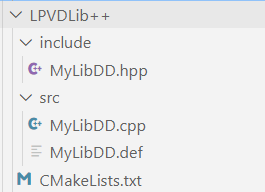 LPVDLib++
include
MyLibDD.hpp
src
MyLibDD.cpp
MyLibDD.def
CMakeLists.txt